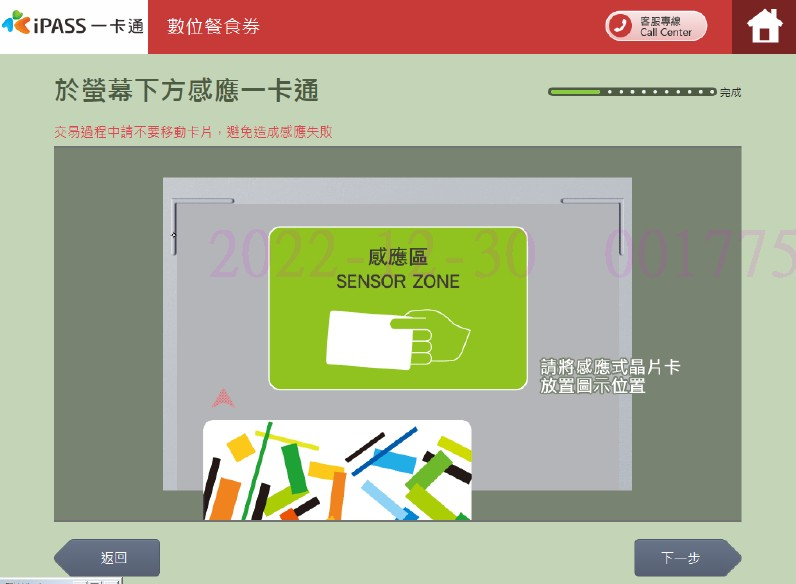 iPASS 一卡通
數位餐食券
客服專線
Call Center
於螢幕下方感應一卡通
完成
交易過程中請不要移動卡片，避免造成感應失敗
2022-12-30 001775
感應區
SENSOR ZONE
請將感應式晶片卡
放置圖示位置
返回
下一步